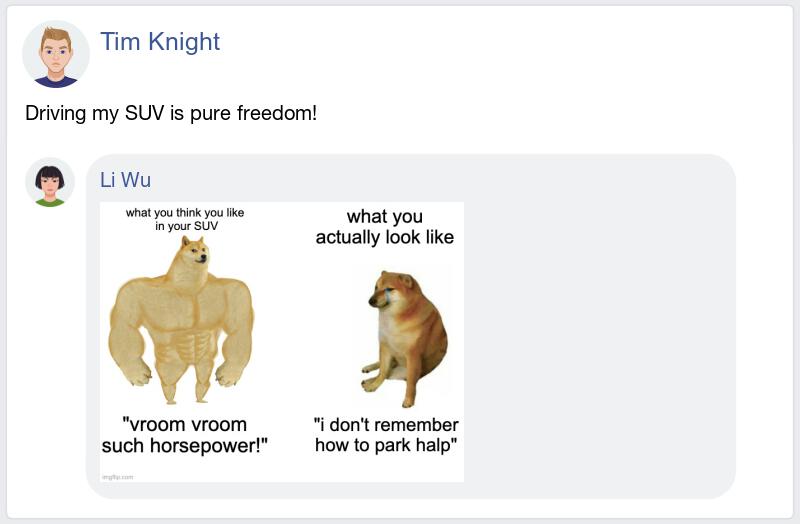 Tim Knight
Driving my SUV is pure freedom!
Li Wu
what you think you like
in your SUV
what you
actually look like
"vroom vroom
such horsepower!"
"i don't remember
how to park halp"
imgflip.com